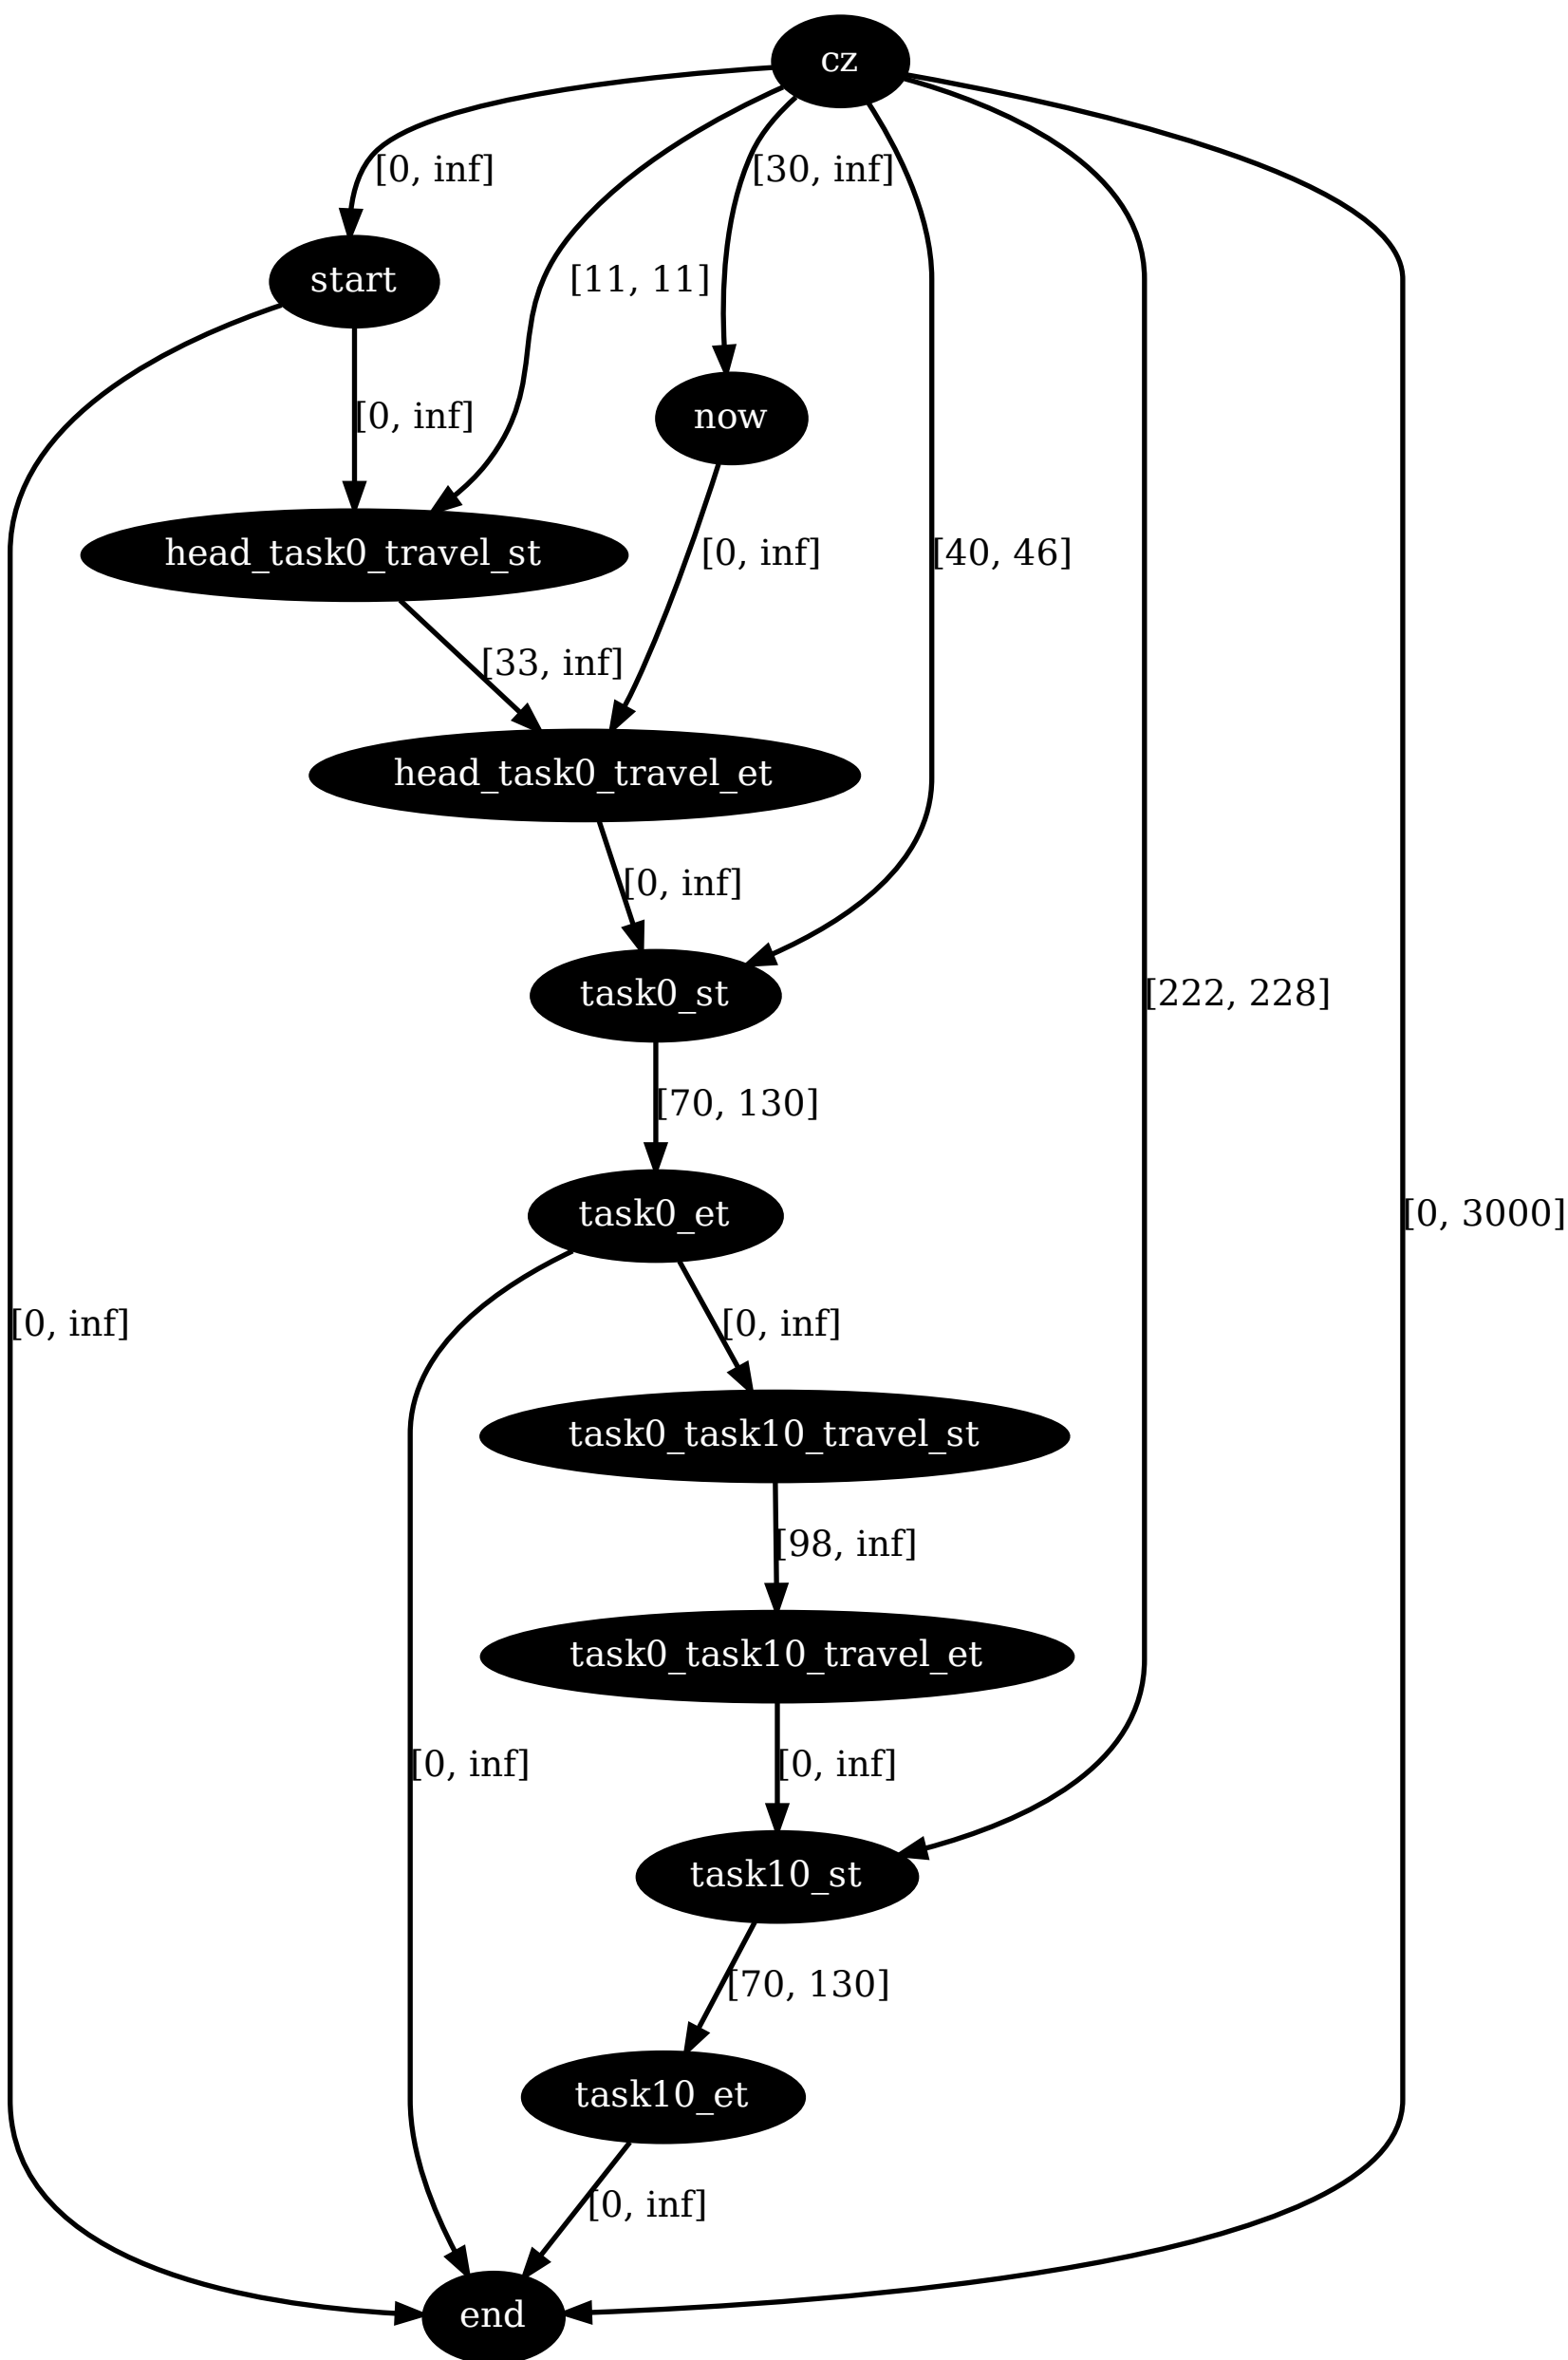 cz
[0, inf]
[30, inf]
start
[11, 11]
now
[0, inf]
head_task0_travel_st
[0, inf]
[40, 46]
[33, inf]
head_task0_travel_et
[0, inf]
task0_st
[222, 228]
[70, 130]
task0_et
[0, 3000]
[0, inf]
[0, inf]
task0_task10_travel_st
[98, inf]
task0_task10_travel_et
[0, inf]
[0, inf]
task10_st
[70, 130]
task10_et
[0, inf]
end